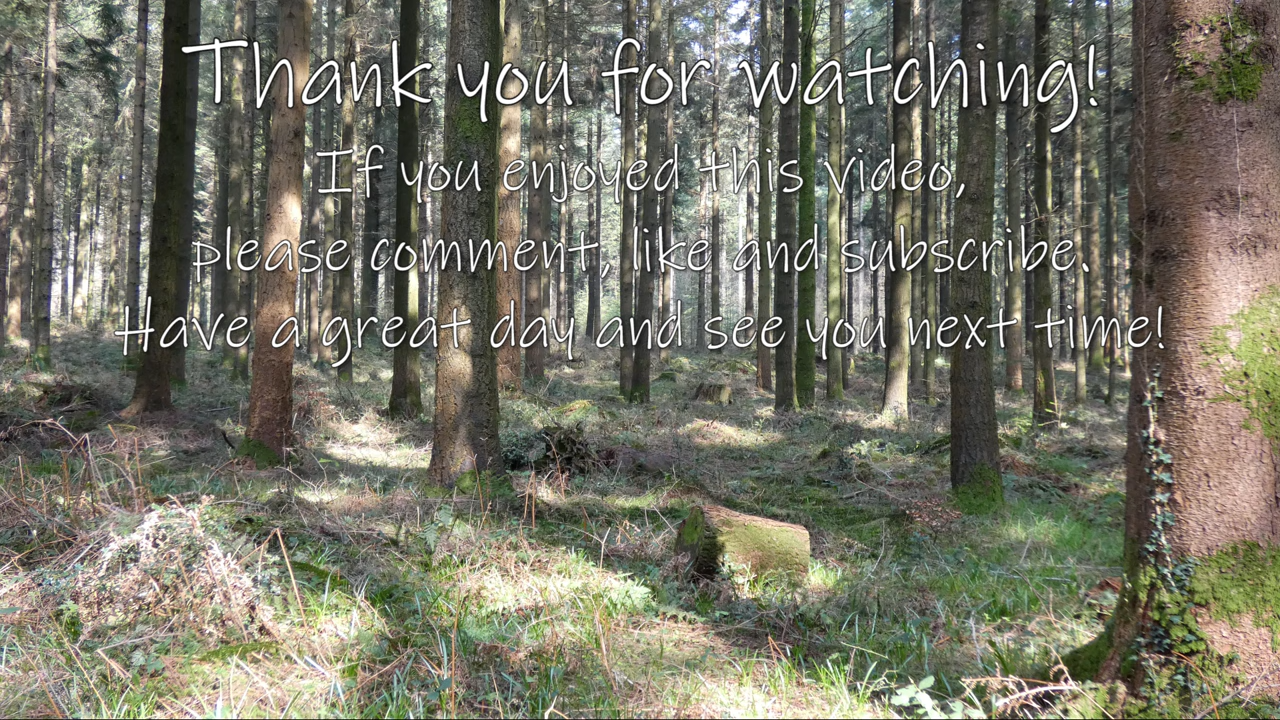 Thank you for watching!
If you enjoyed this video,
please comment, like and subscribe.
Have a great day and see you next time!